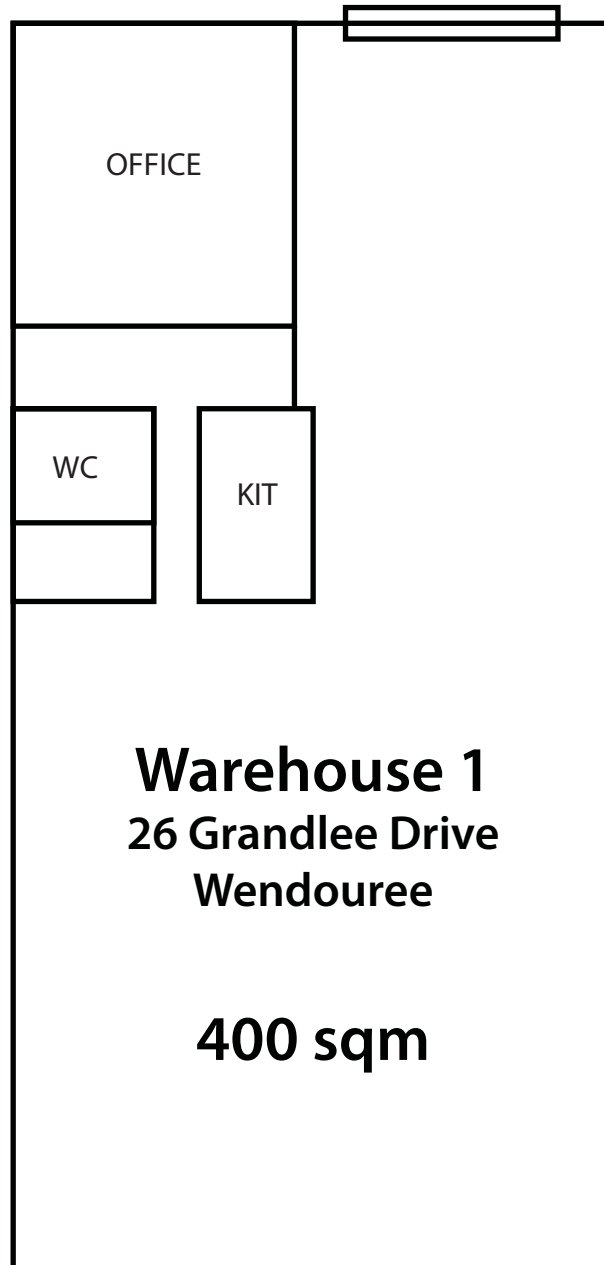 OFFICE
WC
KIT
Warehouse 1
26 Grandlee Drive
Wendouree
400 sqm